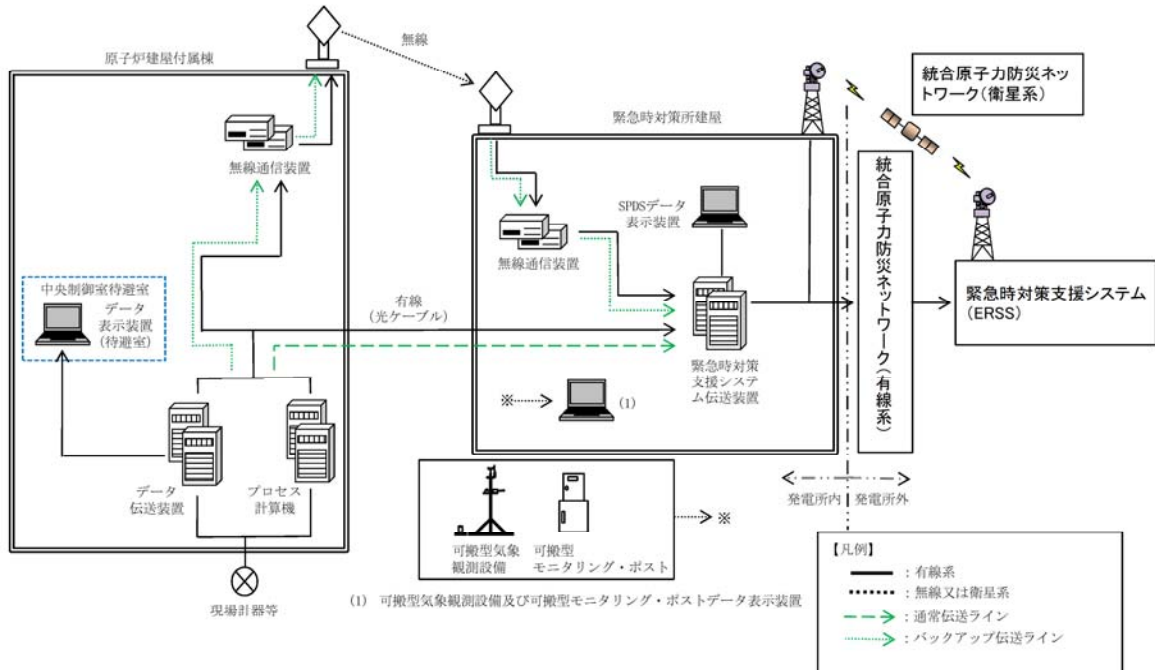 原子炉建屋付属棟
無線
無線通信装置
中央制御室待避室
データ
表示装置
(待避室)
データ
伝送装置
プロセス
計算機
現場計器等
有線
(光ケーブル)
緊急時対策所建屋
無線通信装置
SPDSデータ
表示装置
緊急時対策
支援システ
ム伝送装置
※
(1)
可搬型気象
観測設備
可搬型
モニタリング・ポスト
※
(1) 可搬型気象観測設備及び可搬型モニタリング・ポストデータ表示装置
統合原子力防災ネッ
トワーク(衛星系)
統合原子力防災ネットワーク(有線系)
緊急時対策支援システム
(ERSS)
発電所内
発電所外
【凡例】
:有線系
:無線又は衛星系
:通常伝送ライン
:バックアップ伝送ライン